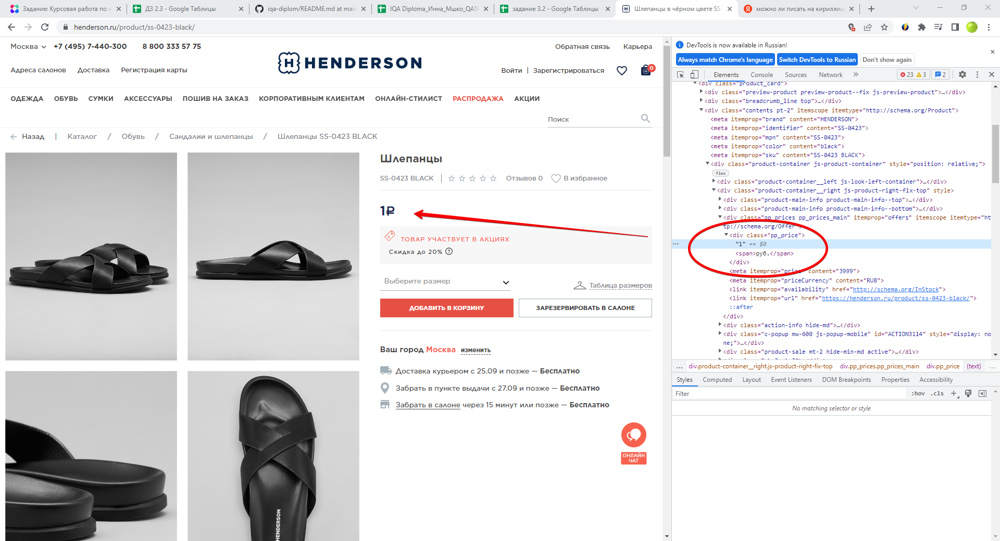 Задание: Курсовая работа по и
ДЗ 2.3 - Google Таблицы
iqa-diplom/README.md at main
IQA Diploma_Инна_Мшко_QA50
задание 3.2 - Google Таблицы
Шлепанцы в чёрном цвете SS-
можно ли писать на кириллиц
henderson.ru/product/ss-0423-black/
Москва
+7 (495) 7-440-300
8 800 333 57 75
Обратная связь
Карьера
HENDERSON
Адреса салонов
Доставка
Регистрация карты
Войти | Зарегистрироваться
0
ОДЕЖДА
ОБУВЬ
СУМКИ
АКСЕССУАРЫ
ПОШИВ НА ЗАКАЗ
КОРПОРАТИВНЫМ КЛИЕНТАМ
ОНЛАЙН-СТИЛИСТ
РАСПРОДАЖА
АКЦИИ
Поиск
Назад | Каталог / Обувь / Сандалии и шлепанцы / Шлепанцы SS-0423 BLACK
Шлепанцы
SS-0423 BLACK
Отзывов 0
В избранное
1₽
ТОВАР УЧАСТВУЕТ В АКЦИЯХ
Скидка до 20% ?
Выберите размер
Таблица размеров
ДОБАВИТЬ В КОРЗИНУ
ЗАРЕЗЕРВИРОВАТЬ В САЛОНЕ
Ваш город Москва изменить
Доставка курьером с 25.09 и позже — Бесплатно
Забрать в пункте выдачи с 27.09 и позже — Бесплатно
Забрать в салоне через 15 минут или позже — Бесплатно
ОНЛАЙН
ЧАТ
HENDERSON
DevTools is now available in Russian!
Always match Chrome's language
Switch DevTools to Russian
Don't show again
Elements
Console
Sources
Network
»
23
3
2
<div class="product_card">
<div class="preview-product preview-product--fix js-preview-product">…</div>
<div class="breadcrumb_line top">…</div>
<div class="contents pt-2" itemscope itemtype="http://schema.org/Product">
<meta itemprop="brand" content="HENDERSON">
<meta itemprop="identifier" content="SS-0423">
<meta itemprop="mpn" content="SS-0423">
<meta itemprop="color" content="black">
<meta itemprop="sku" content="SS-0423 BLACK">
<div class="product-container js-product-container" style="position: relative;">
flex
<div class="product-container__left js-look-left-container">…</div>
<div class="product-container__right js-product-right-fix-top" style>
<div class="product-main-info product-main-info--top">…</div>
<div class="product-main-info product-main-info--bottom">…</div>
<div class="pp_prices pp_prices_main" itemprop="offers" itemscope itemtype="ht
tp://schema.org/Offer">
<div class="pp_price">
"1" == $0
<span>руб.</span>
</div>
<meta itemprop="price" content="3999">
<meta itemprop="priceCurrency" content="RUB">
<link itemprop="availability" href="http://schema.org/InStock">
<link itemprop="url" href="https://henderson.ru/product/ss-0423-black/">
::after
</div>
<div class="action-info hide-md">…</div>
<div class="c-popup mw-600 js-popup-mobile" id="ACTION3114" style="display: no
ne;">…</div>
<div class="product-sale mt-2 hide-min-md active">…</div>
... div.product-container__right.js-product-right-fix-top div.pp_prices.pp_prices_main div.pp_price (text) ...
Styles
Computed
Layout
Event Listeners
DOM Breakpoints
Properties
Accessibility
Filter
:hov .cls
No matching selector or style